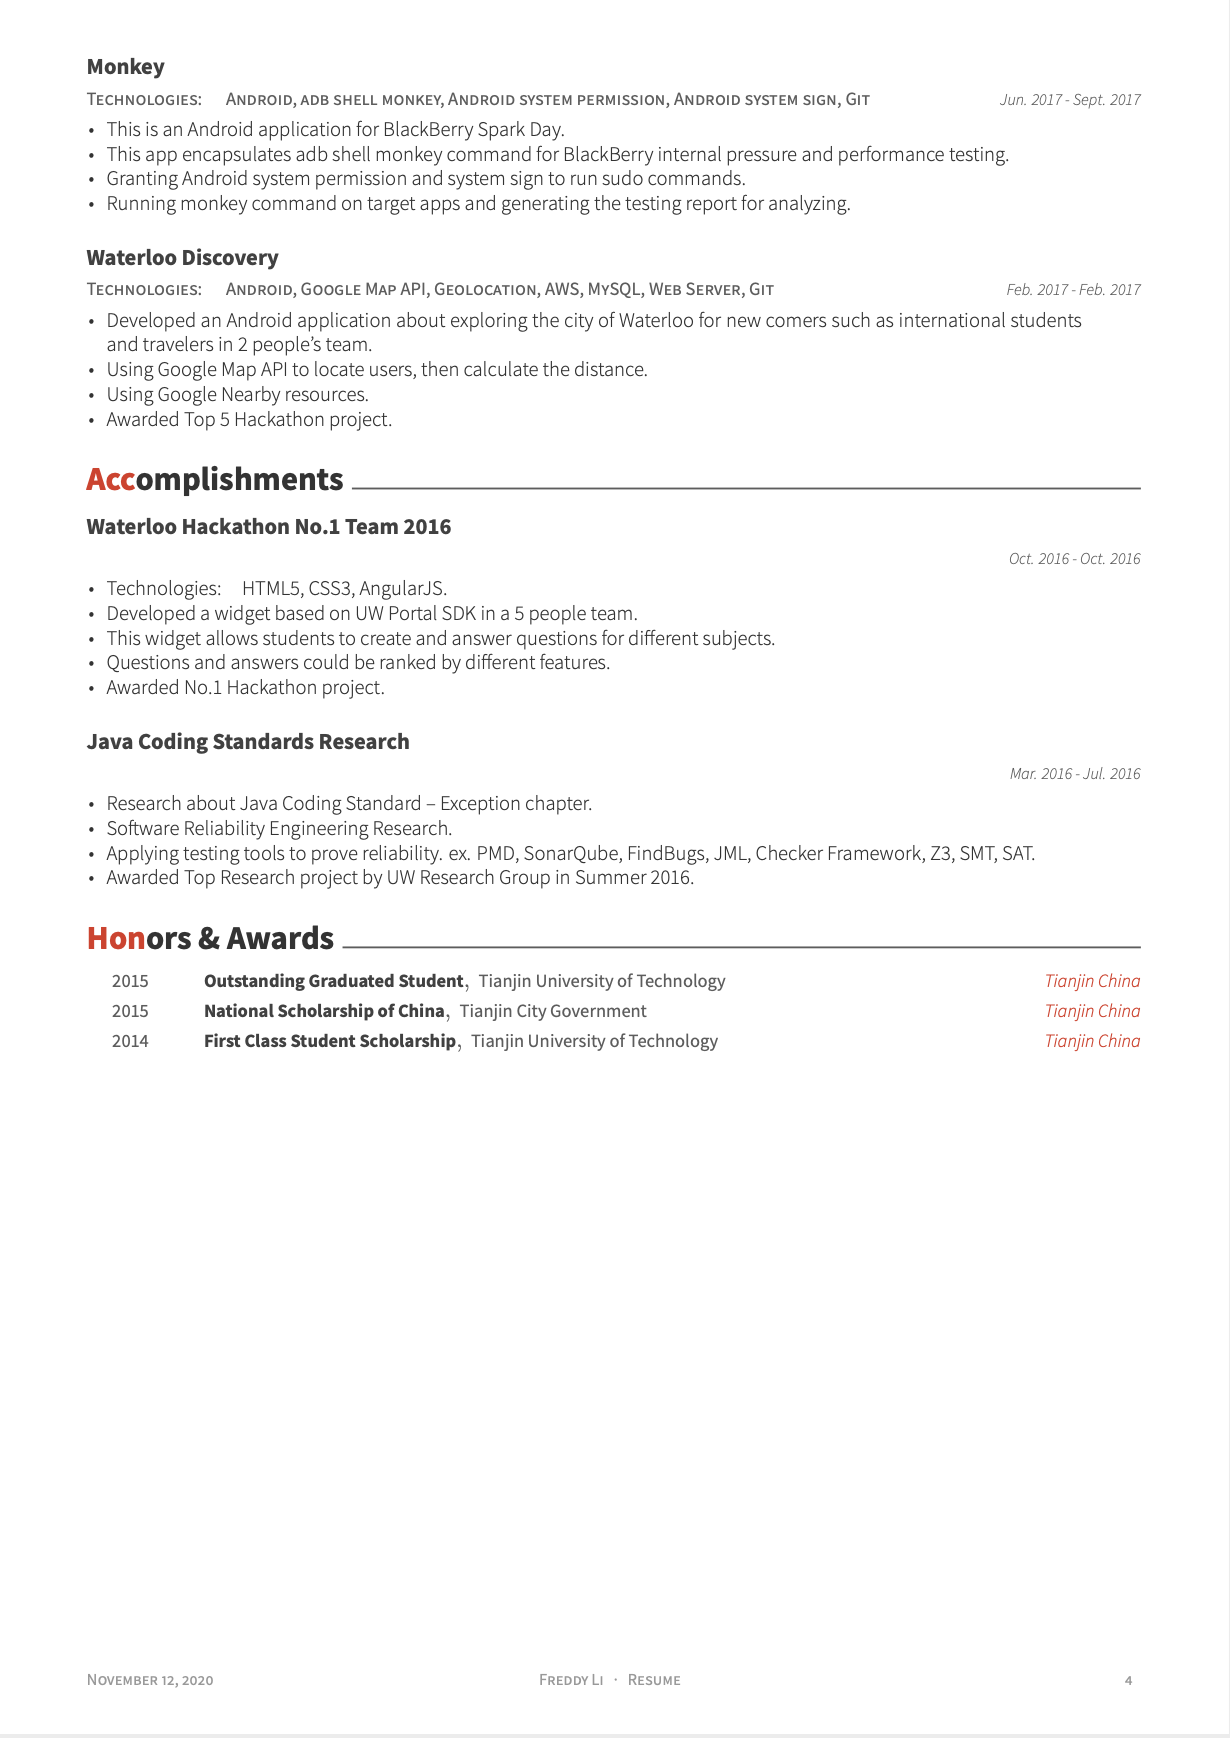 Monkey
Technologies: Android, adb shell monkey, Android system permission, Android system sign, Git Jun. 2017 - Sept. 2017
• This is an Android application for BlackBerry Spark Day.
• This app encapsulates adb shell monkey command for BlackBerry internal pressure and performance testing.
• Granting Android system permission and system sign to run sudo commands.
• Running monkey command on target apps and generating the testing report for analyzing.
Waterloo Discovery
Technologies: Android, Google Map API, Geolocation, AWS, MySQL, Web Server, Git Feb. 2017 - Feb. 2017
• Developed an Android application about exploring the city of Waterloo for new comers such as international students
and travelers in 2 people’s team.
• Using Google Map API to locate users, then calculate the distance.
• Using Google Nearby resources.
• Awarded Top 5 Hackathon project.
Accomplishments
Waterloo Hackathon No.1 Team 2016
Oct. 2016 - Oct. 2016
• Technologies: HTML5, CSS3, AngularJS.
• Developed a widget based on UW Portal SDK in a 5 people team.
• This widget allows students to create and answer questions for different subjects.
• Questions and answers could be ranked by different features.
• Awarded No.1 Hackathon project.
Java Coding Standards Research
Mar. 2016 - Jul. 2016
• Research about Java Coding Standard – Exception chapter.
• Software Reliability Engineering Research.
• Applying testing tools to prove reliability. ex. PMD, SonarQube, FindBugs, JML, Checker Framework, Z3, SMT, SAT.
• Awarded Top Research project by UW Research Group in Summer 2016.
Honors & Awards
2015 Outstanding Graduated Student, Tianjin University of Technology Tianjin China
2015 National Scholarship of China, Tianjin City Government Tianjin China
2014 First Class Student Scholarship, Tianjin University of Technology Tianjin China
November 12, 2020 Freddy Li · Resume 4